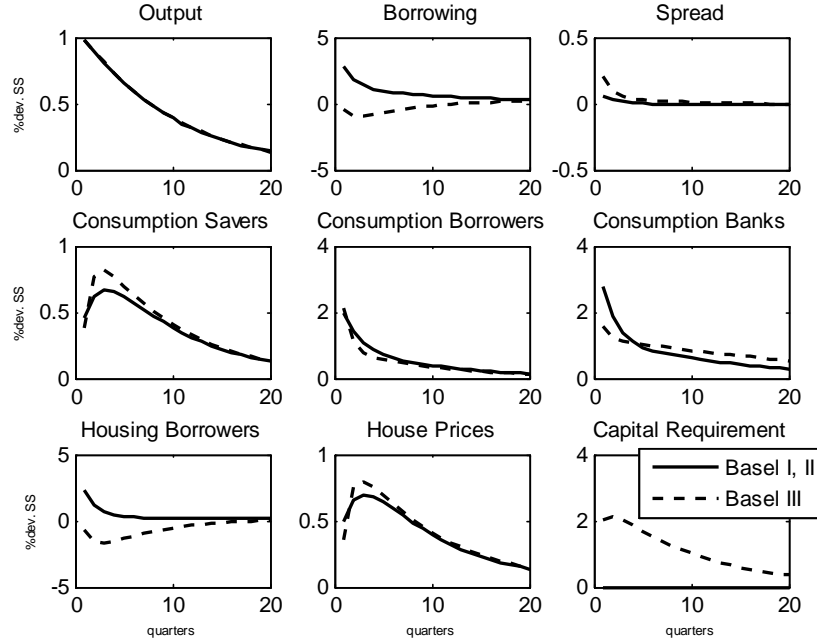 Output Borrowing Spread
1 5 0.5
%dev. SS
0.5 0 0
0 -5 -0.5
0 10 20 0 10 20 0 10 20
Consumption Savers Consumption Borrowers Consumption Banks
1 4 4
%dev. SS
0.5 2 2
0 0 0
0 10 20 0 10 20 0 10 20
Housing Borrowers House Prices Capital Requirement
5 1 4
Basel I, II
%dev. SS
0 0.5 2
Basel III
-5 0 0
0 10 20 0 10 20 0 10 20
quarters quarters quarters